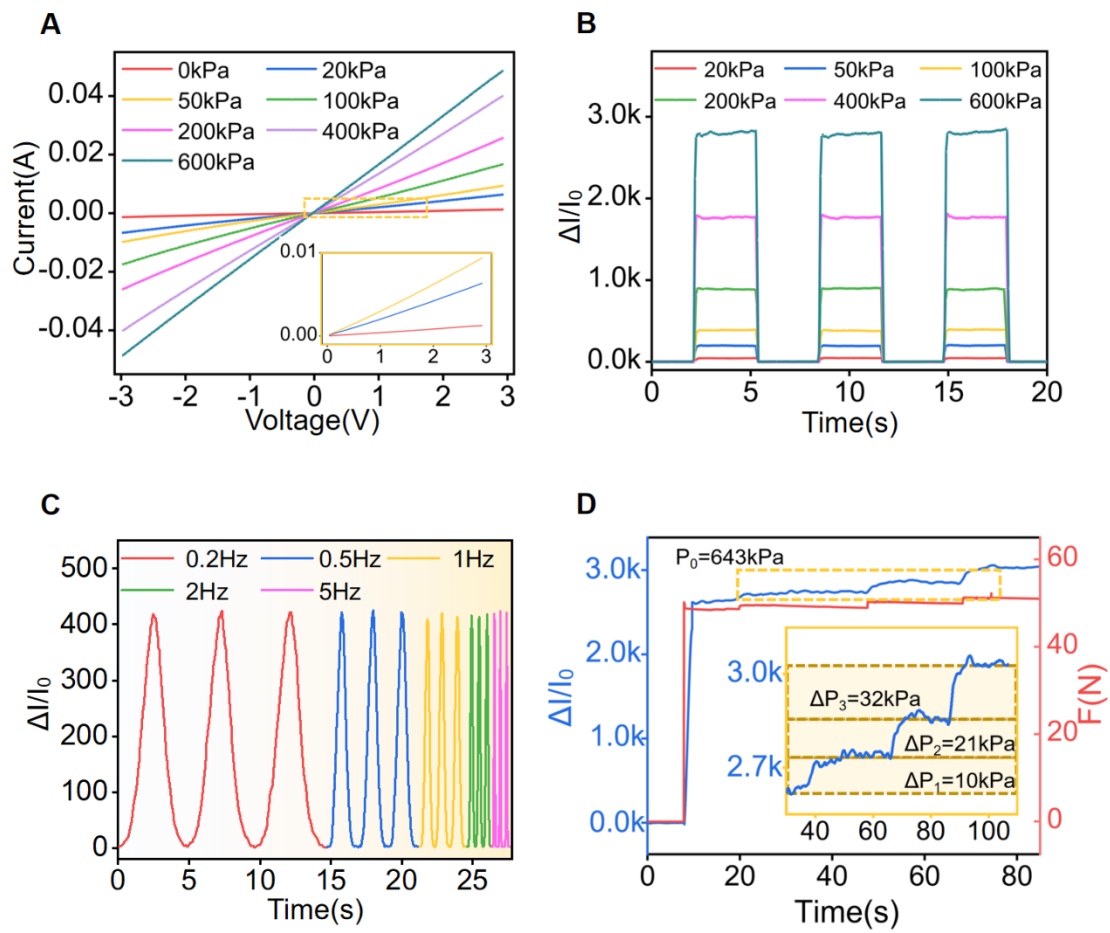 A
0kPa 20kPa
50kPa 100kPa
200kPa 400kPa
600kPa
0.04
0.02
0.00
-0.02
-0.04
Current(A)
0.01
0.00
0 1 2 3
-3 -2 -1 0 1 2 3
Voltage(V)
B
20kPa 50kPa 100kPa
200kPa 400kPa 600kPa
3.0k
2.0k
1.0k
0.0k
ΔI/I₀
0 5 10 15 20
Time(s)
C
0.2Hz 0.5Hz 1Hz
2Hz 5Hz
500
400
300
200
100
0
ΔI/I₀
0 5 10 15 20 25
Time(s)
D
P₀=643kPa
3.0k
2.0k
1.0k
0.0k
ΔI/I₀
60
40
20
0
F(N)
3.0k
2.7k
ΔP₃=32kPa
ΔP₂=21kPa
ΔP₁=10kPa
40 60 80 100
0 20 40 60 80
Time(s)